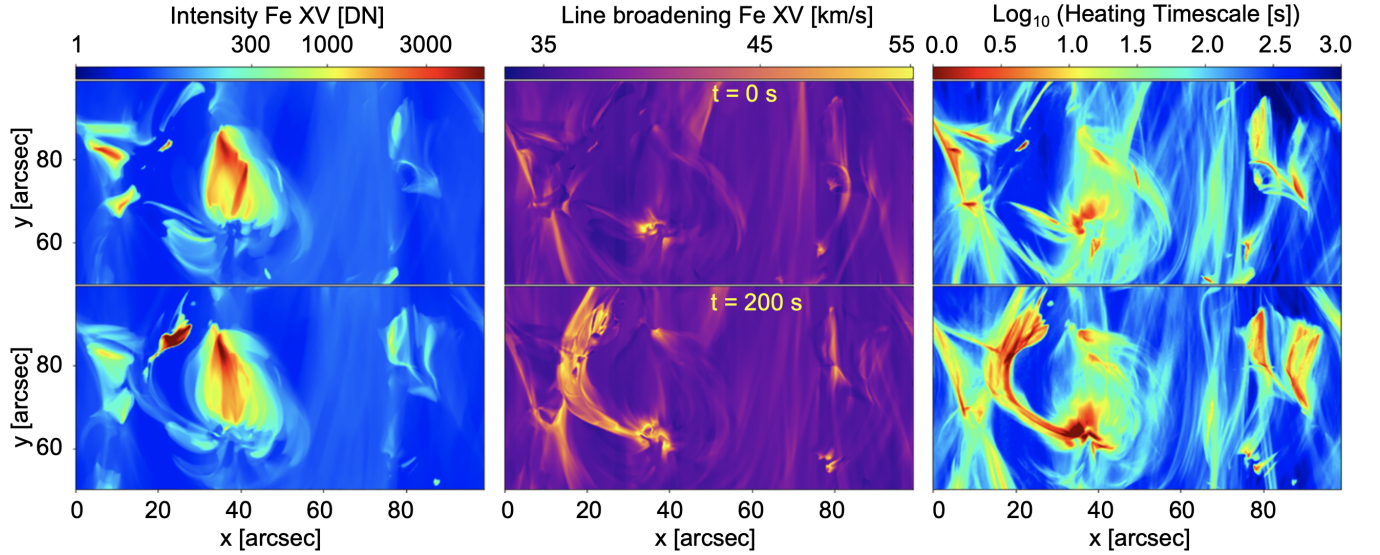 Intensity Fe XV [DN] Line broadening Fe XV [km/s] Log10 (Heating Timescale [s])
1 300 1000 3000 35 45 55 0.0 0.5 1.0 1.5 2.0 2.5 3.0
t = 0 s
y [arcsec]
80
60
t = 200 s
y [arcsec]
80
60
0 20 40 60 80 0 20 40 60 80 0 20 40 60 80
x [arcsec] x [arcsec] x [arcsec]